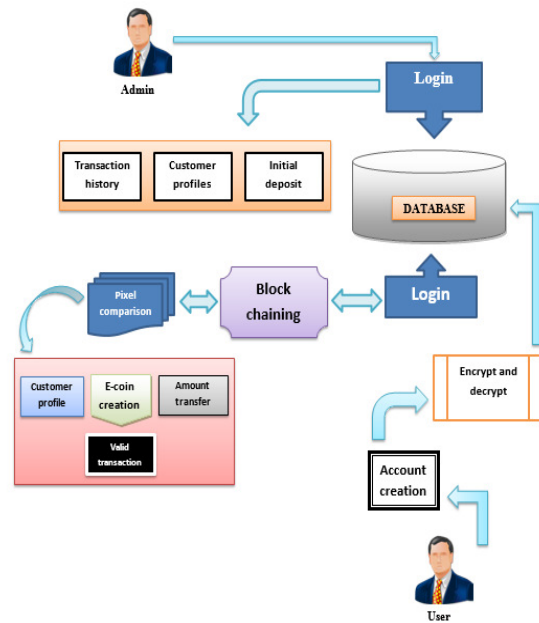 Admin
Login
Transaction
history
Customer
profiles
Initial
deposit
DATABASE
Pixel
comparison
Block
chaining
Login
Customer
profile
E-coin
creation
Amount
transfer
Valid
transaction
Encrypt and
decrypt
Account
creation
User